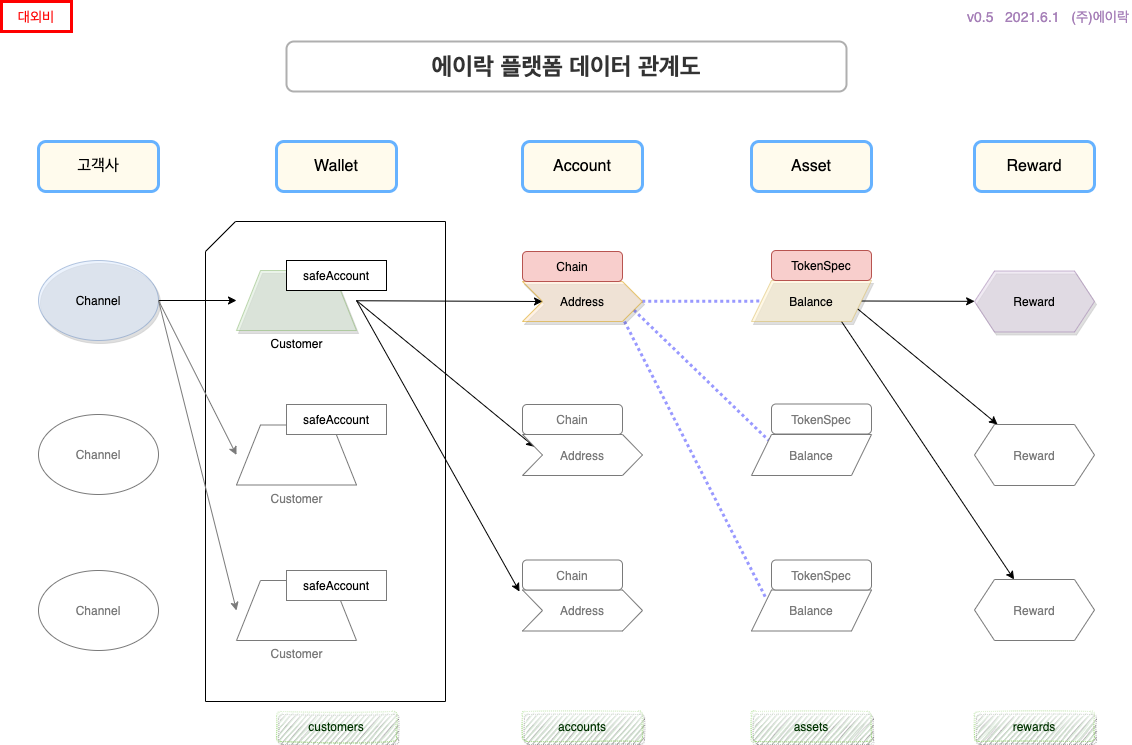 대외비
v0.5 2021.6.1 (주)에이락
에이락 플랫폼 데이터 관계도
고객사
Wallet
Account
Asset
Reward
safeAccount
Chain
TokenSpec
Channel
Address
Balance
Reward
Customer
safeAccount
Chain
TokenSpec
Channel
Address
Balance
Reward
Customer
safeAccount
Chain
TokenSpec
Channel
Address
Balance
Reward
Customer
customers
accounts
assets
rewards